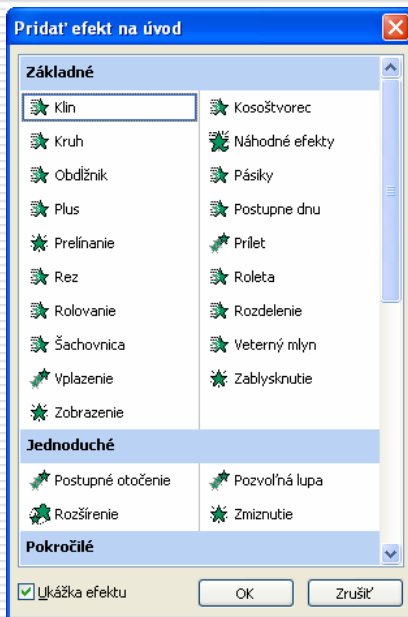 Pridať efekt na úvod
Základné
Klin Kosoštvorec
Kruh Náhodné efekty
Obdĺžnik Pásiky
Plus Postupne dnu
Prelínanie Prílet
Rez Roleta
Rolovanie Rozdelenie
Šachovnica Veterný mlyn
Vplazenie Zablysknutie
Zobrazenie
Jednoduché
Postupné otočenie Pozvoľná lupa
Rozšírenie Zmiznutie
Pokročilé
Ukážka efektu OK Zrušiť